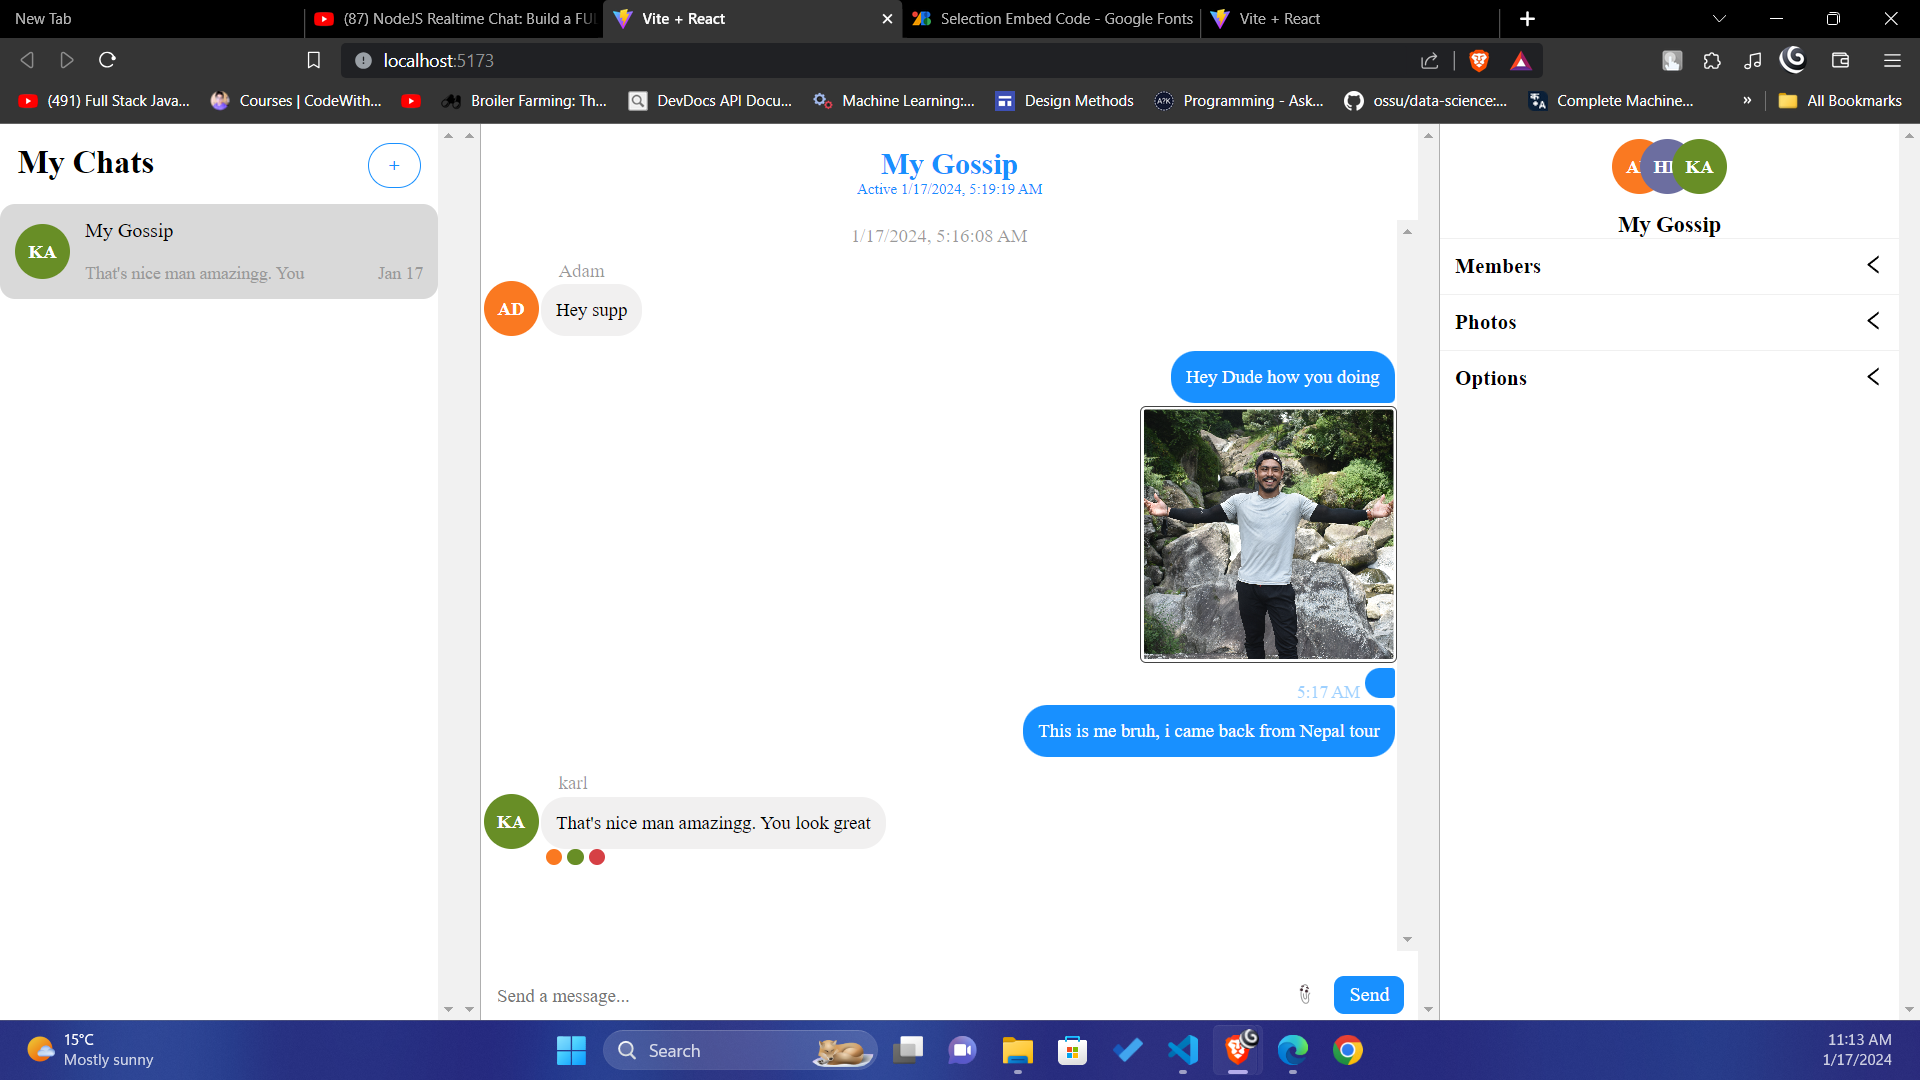 New Tab
(87) NodeJS Realtime Chat: Build a FUL
Vite + React
Selection Embed Code - Google Fonts
Vite + React
localhost:5173
(491) Full Stack Java...
Courses | CodeWith...
Broiler Farming: Th...
DevDocs API Docu...
Machine Learning:...
Design Methods
A?K
Programming - Ask...
ossu/data-science:...
Complete Machine...
»
All Bookmarks
My Chats
+
KA
My Gossip
That's nice man amazingg. You
Jan 17
My Gossip
Active 1/17/2024, 5:19:19 AM
1/17/2024, 5:16:08 AM
Adam
AD
Hey supp
Hey Dude how you doing
5:17 AM
This is me bruh, i came back from Nepal tour
karl
KA
That's nice man amazingg. You look great
Send a message...
Send
KA
My Gossip
Members
Photos
Options
15°C
Mostly sunny
Search
11:13 AM
1/17/2024